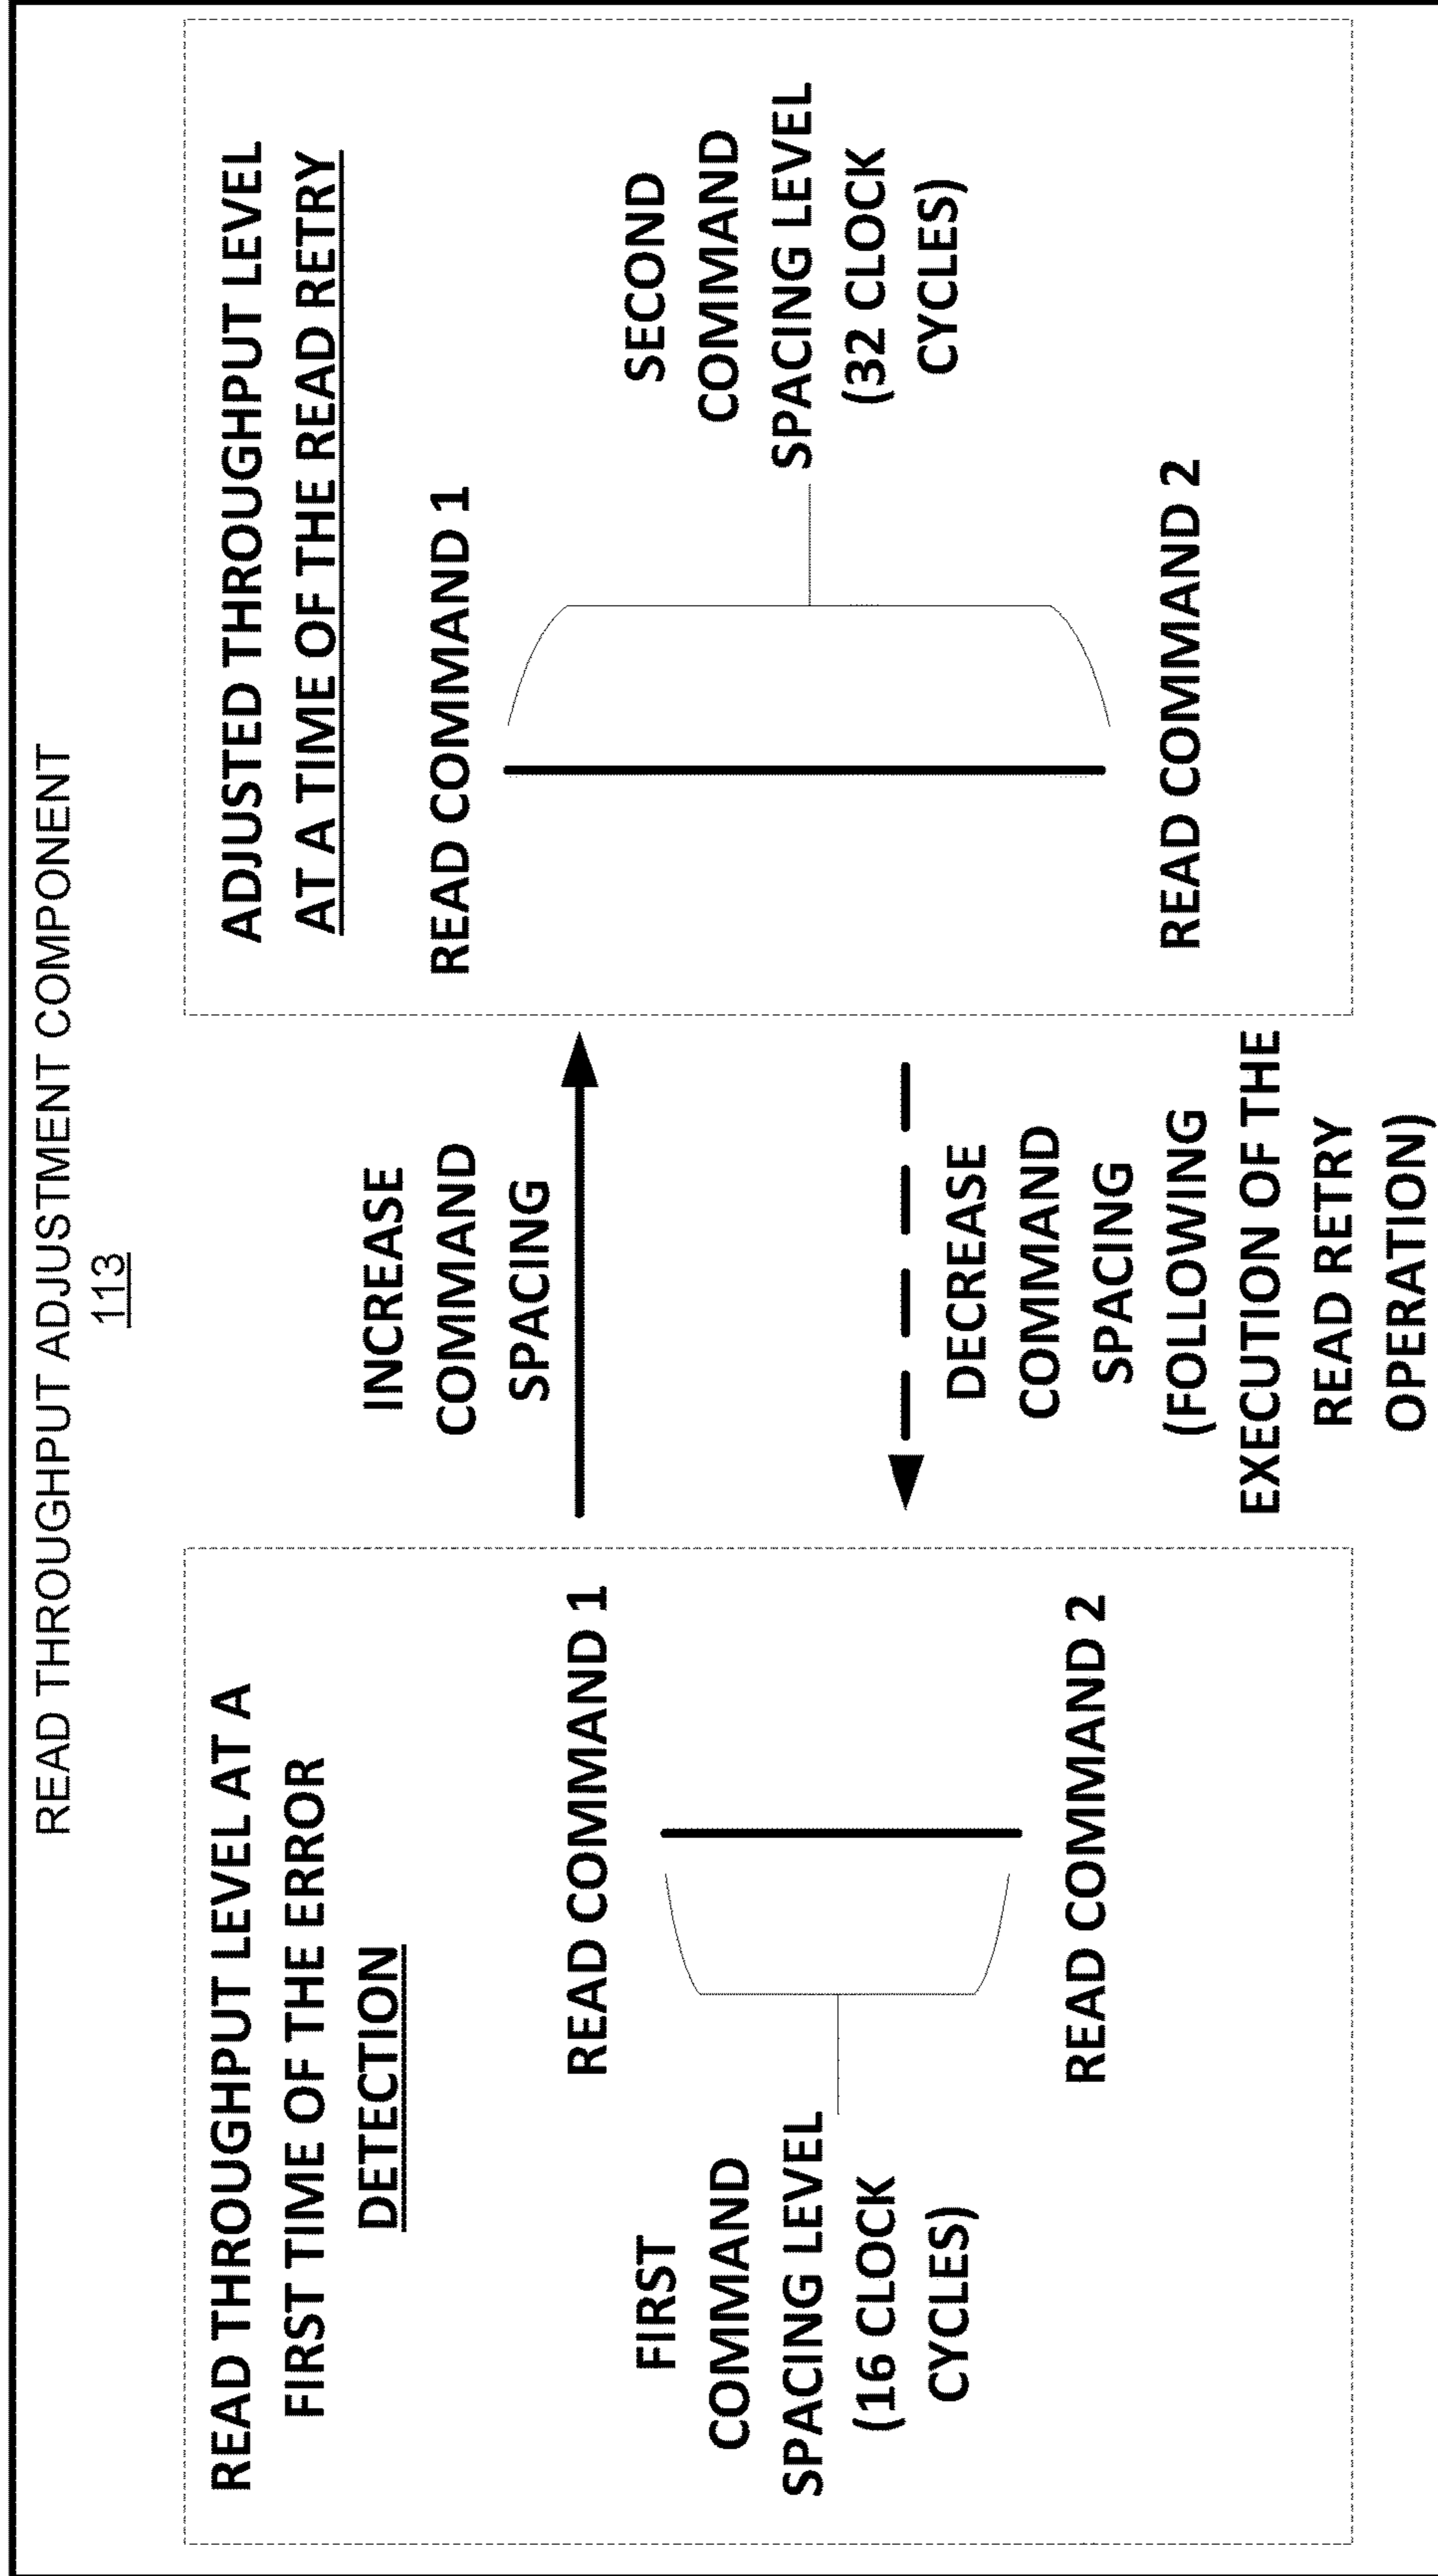 READ THROUGHPUT ADJUSTMENT COMPONENT
113
READ THROUGHPUT LEVEL AT A
FIRST TIME OF THE ERROR
DETECTION
READ COMMAND 1
FIRST
COMMAND
SPACING LEVEL
(16 CLOCK
CYCLES)
READ COMMAND 2
INCREASE
COMMAND
SPACING
DECREASE
COMMAND
SPACING
(FOLLOWING
EXECUTION OF THE
READ RETRY
OPERATION)
ADJUSTED THROUGHPUT LEVEL
AT A TIME OF THE READ RETRY
READ COMMAND 1
SECOND
COMMAND
SPACING LEVEL
(32 CLOCK
CYCLES)
READ COMMAND 2